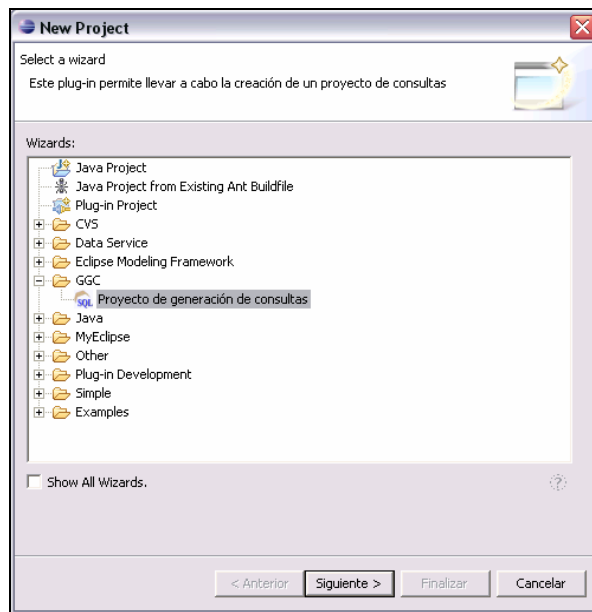 New Project
Select a wizard
Este plug-in permite llevar a cabo la creación de un proyecto de consultas
Wizards:
Java Project
Java Project from Existing Ant Buildfile
Plug-in Project
CVS
Data Service
Eclipse Modeling Framework
GGC
SQL Proyecto de generación de consultas
Java
MyEclipse
Other
Plug-in Development
Simple
Examples
Show All Wizards.
< Anterior Siguiente > Finalizar Cancelar